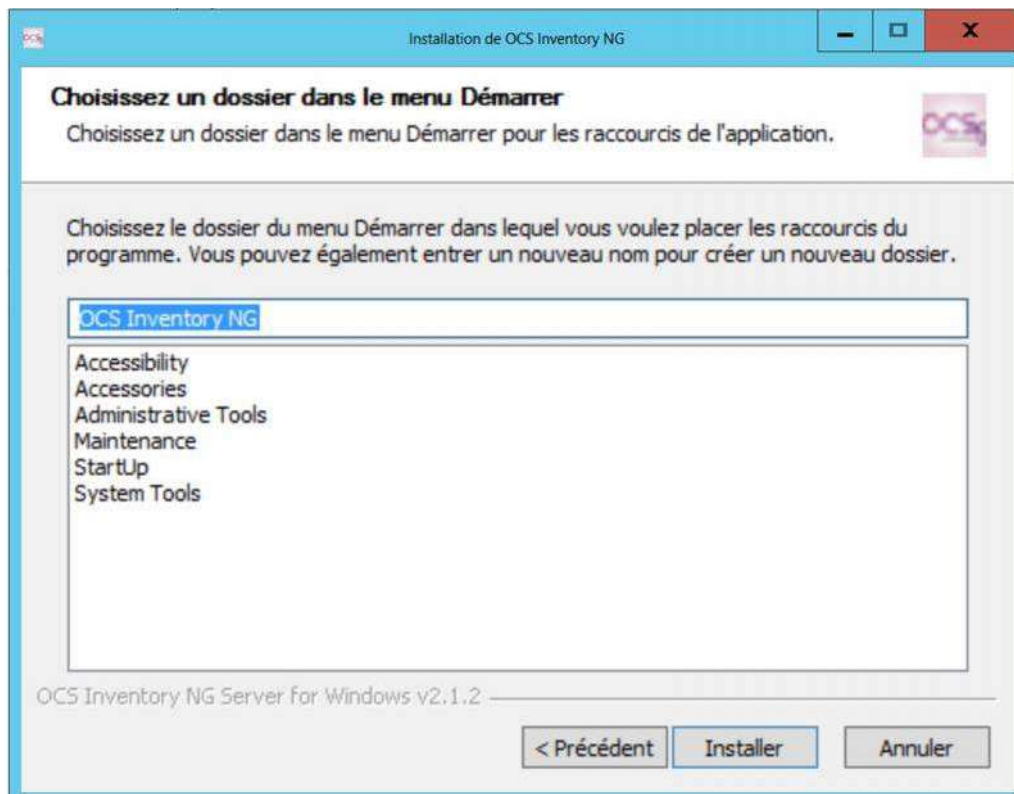 Installation de OCS Inventory NG
Choisissez un dossier dans le menu Démarrer
Choisissez un dossier dans le menu Démarrer pour les raccourcis de l'application.
OCS
Choisissez le dossier du menu Démarrer dans lequel vous voulez placer les raccourcis du
programme. Vous pouvez également entrer un nouveau nom pour créer un nouveau dossier.
OCS Inventory NG
Accessibility
Accessories
Administrative Tools
Maintenance
StartUp
System Tools
OCS Inventory NG Server for Windows v2.1.2
< Précédent
Installer
Annuler